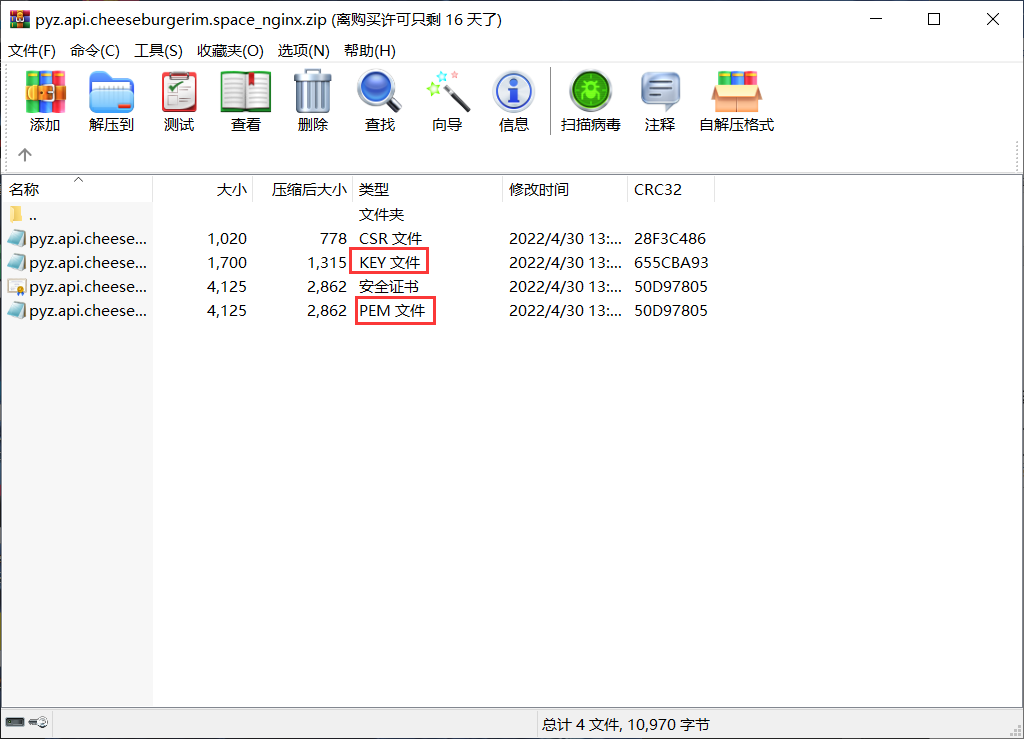 pyz.api.cheeseburgerim.space_nginx.zip (离购买许可只剩 16 天了)
文件(F) 命令(C) 工具(S) 收藏夹(O) 选项(N) 帮助(H)
添加 解压到 测试 查看 删除 查找 向导 信息 扫描病毒 注释 自解压格式
名称 大小 压缩后大小 类型 修改时间 CRC32
.. 文件夹
pyz.api.cheese... 1,020 778 CSR 文件 2022/4/30 13:... 28F3C486
pyz.api.cheese... 1,700 1,315 KEY 文件 2022/4/30 13:... 655CBA93
pyz.api.cheese... 4,125 2,862 安全证书 2022/4/30 13:... 50D97805
pyz.api.cheese... 4,125 2,862 PEM 文件 2022/4/30 13:... 50D97805
总计 4 文件, 10,970 字节